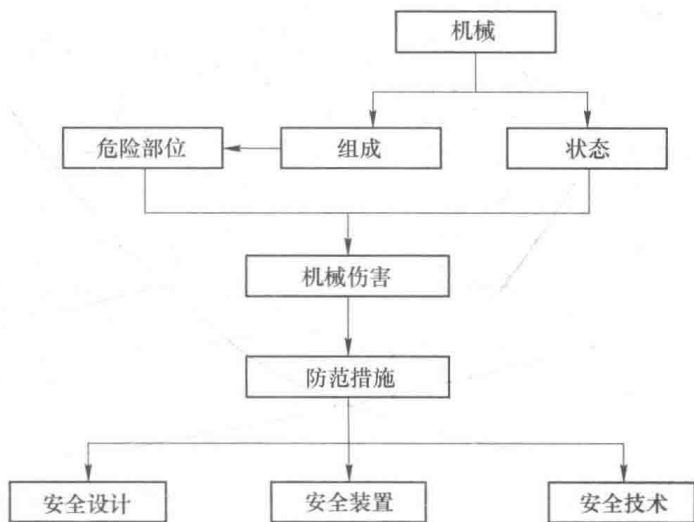 机械
危险部位
组成
状态
机械伤害
防范措施
安全设计
安全装置
安全技术